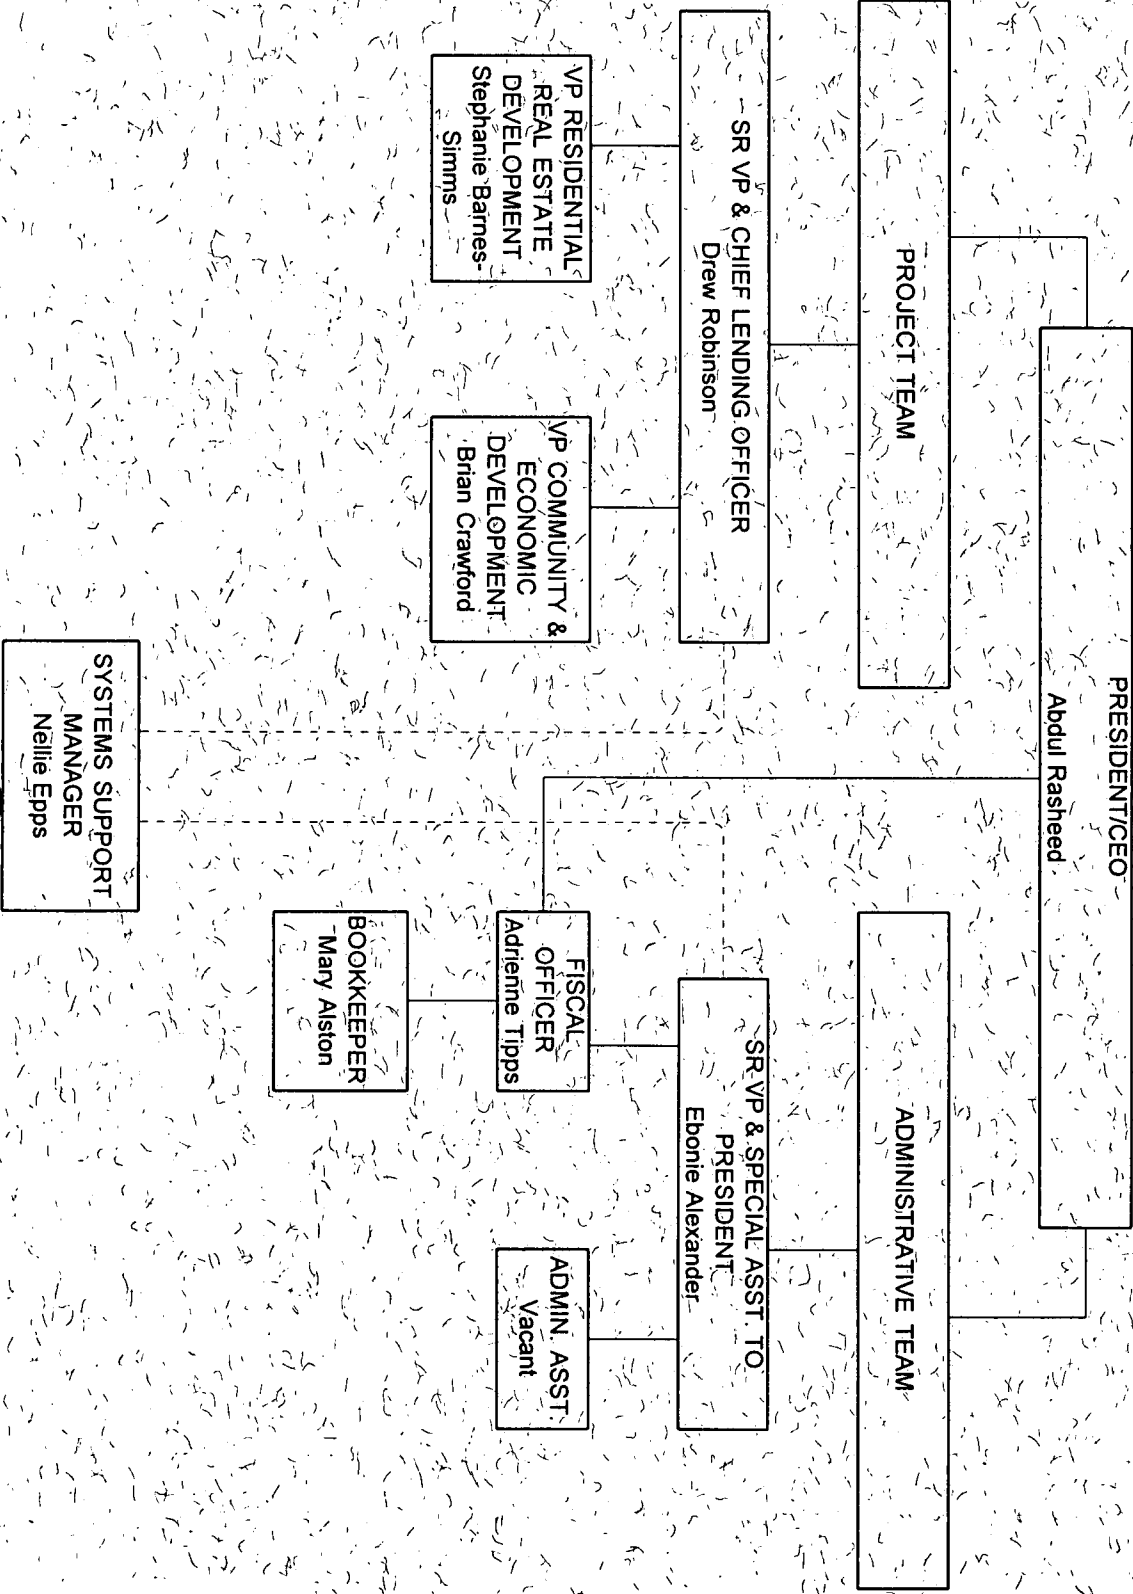 PRESIDENT/CEO
Abdul Rasheed
PROJECT TEAM
ADMINISTRATIVE TEAM
SR VP & CHIEF LENDING OFFICER
Drew Robinson
SR VP & SPECIAL ASST. TO
PRESIDENT
Ebonie Alexander
VP RESIDENTIAL
REAL ESTATE
DEVELOPMENT
Stephanie Barnes-
Simms
VP COMMUNITY &
ECONOMIC
DEVELOPMENT
Brian Crawford
FISCAL
OFFICER
Adrienne Tipps
ADMIN. ASST.
Vacant
BOOKKEEPER
Mary Alston
SYSTEMS SUPPORT
MANAGER
Nellie Epps